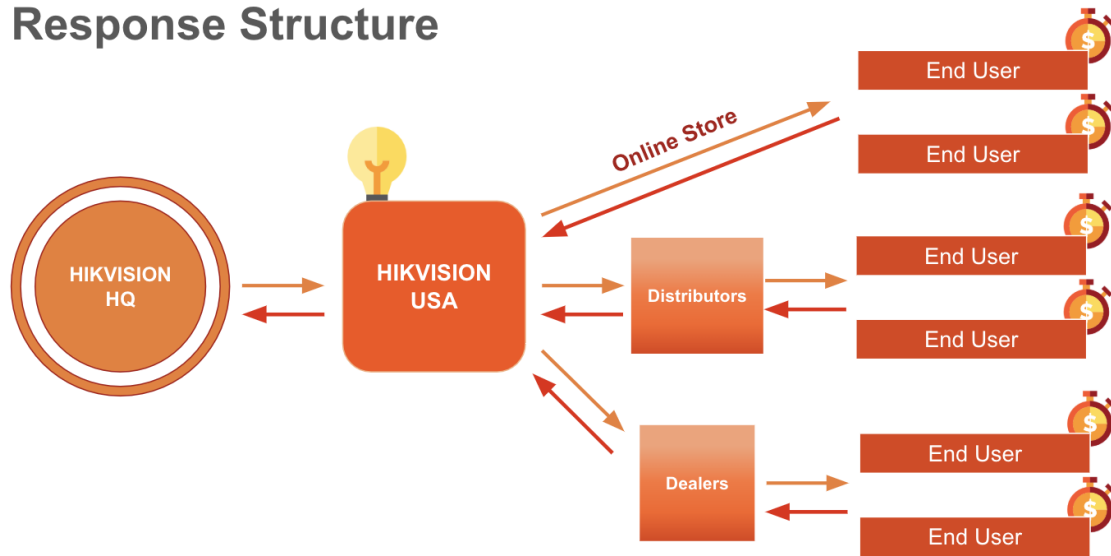 Response Structure
End User
End User
Online Store
HIKVISION
HQ
HIKVISION
USA
Distributors
End User
End User
Dealers
End User
End User
$
$
$
$
$
$